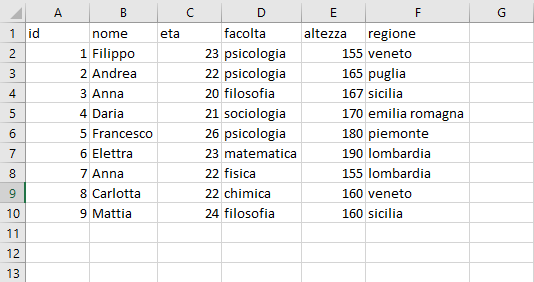 A B C D E F G
1 id nome eta facolta altezza regione
2 1 Filippo 23 psicologia 155 veneto
3 2 Andrea 22 psicologia 165 puglia
4 3 Anna 20 filosofia 167 sicilia
5 4 Daria 21 sociologia 170 emilia romagna
6 5 Francesco 26 psicologia 180 piemonte
7 6 Elettra 23 matematica 190 lombardia
8 7 Anna 22 fisica 155 lombardia
9 8 Carlotta 22 chimica 160 veneto
10 9 Mattia 24 filosofia 160 sicilia
11
12
13